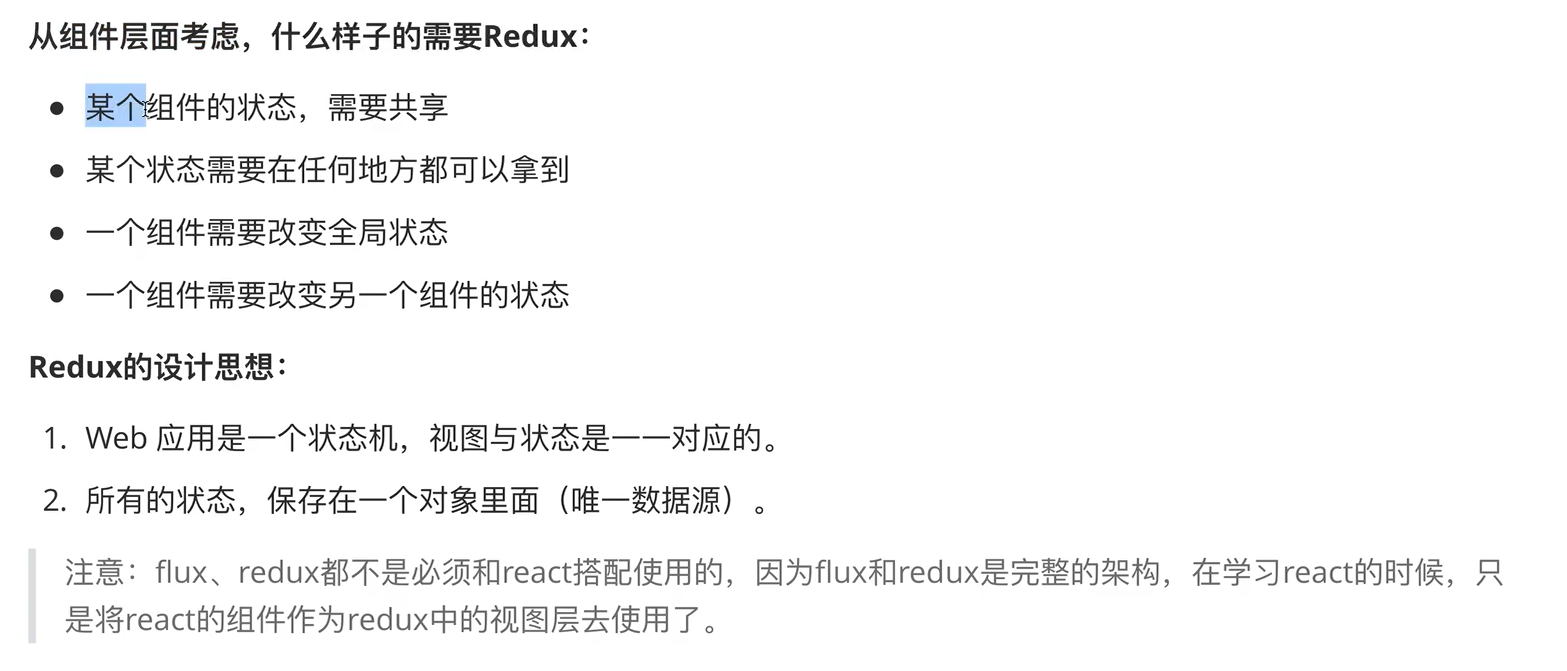 从组件层面考虑，什么样子的需要Redux：
● 某个组件的状态，需要共享
● 某个状态需要在任何地方都可以拿到
● 一个组件需要改变全局状态
● 一个组件需要改变另一个组件的状态
Redux的设计思想：
1. Web 应用是一个状态机，视图与状态是一一对应的。
2. 所有的状态，保存在一个对象里面（唯一数据源）。
注意：flux、redux都不是必须和react搭配使用的，因为flux和redux是完整的架构，在学习react的时候，只
是将react的组件作为redux中的视图层去使用了。